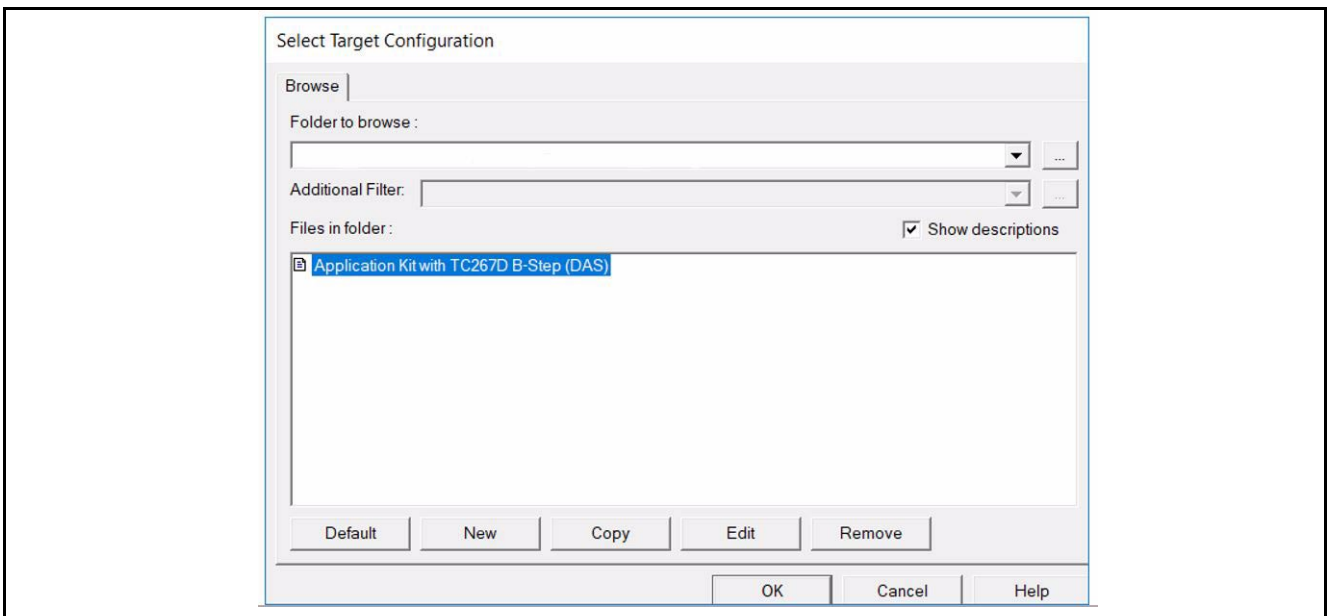 Select Target Configuration
Browse
Folder to browse :
...
Additional Filter:
...
Files in folder :
Show descriptions
Application Kit with TC267D B-Step (DAS)
Default New Copy Edit Remove
OK Cancel Help